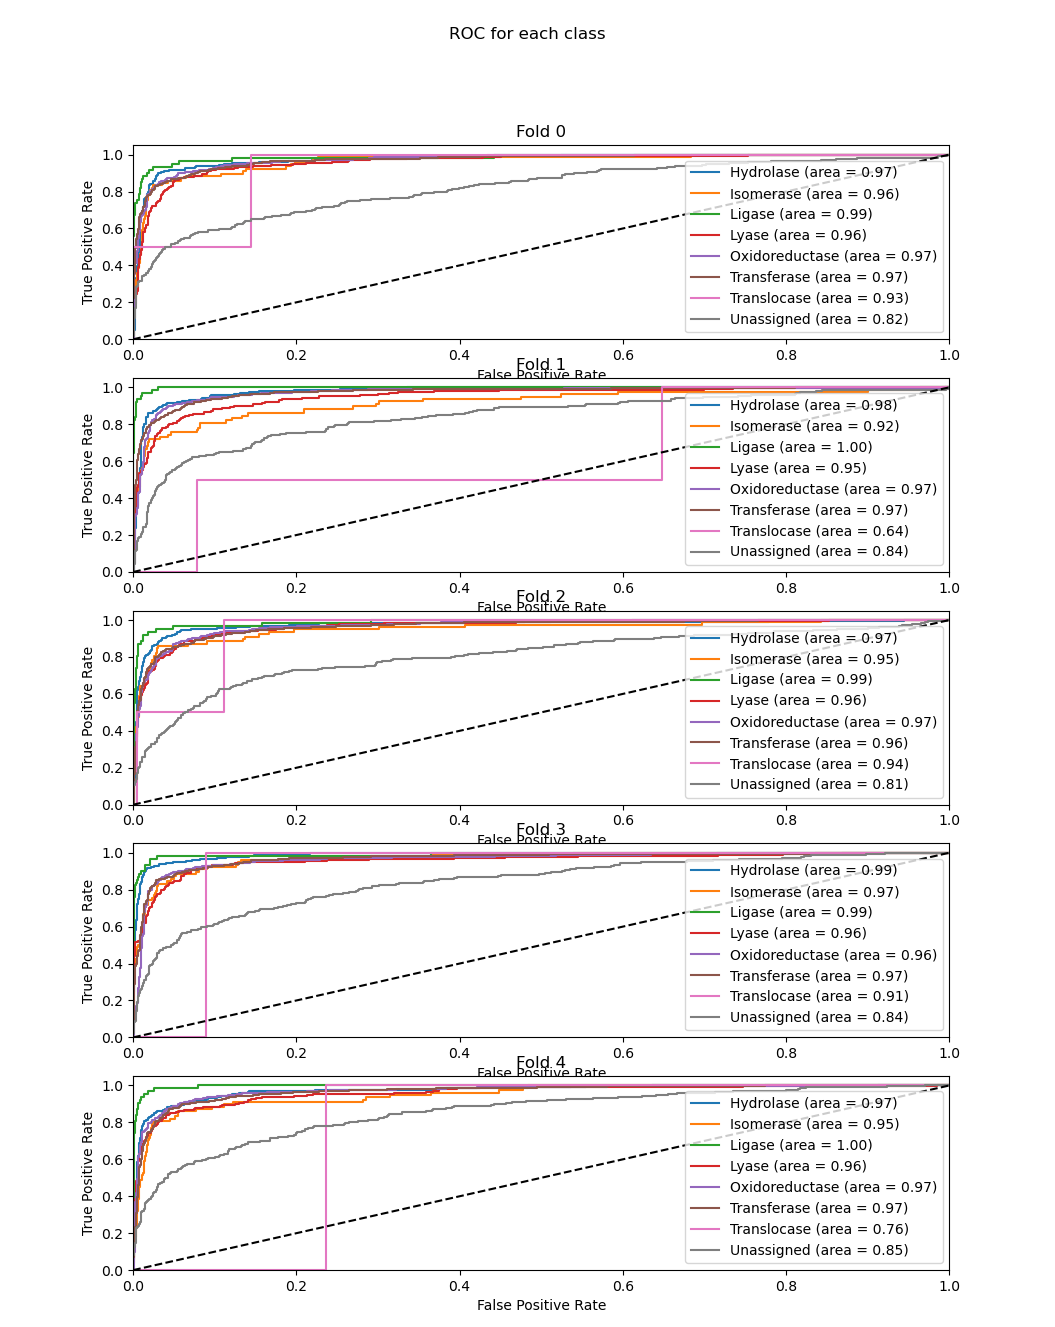 ROC for each class
Fold 0
True Positive Rate
1.0
0.8
0.6
0.4
0.2
0.0
Hydrolase (area = 0.97)
Isomerase (area = 0.96)
Ligase (area = 0.99)
Lyase (area = 0.96)
Oxidoreductase (area = 0.97)
Transferase (area = 0.97)
Translocase (area = 0.93)
Unassigned (area = 0.82)
0.0 0.2 0.4 0.6 0.8 1.0
False Positive Rate
Fold 1
True Positive Rate
1.0
0.8
0.6
0.4
0.2
0.0
Hydrolase (area = 0.98)
Isomerase (area = 0.92)
Ligase (area = 1.00)
Lyase (area = 0.95)
Oxidoreductase (area = 0.97)
Transferase (area = 0.97)
Translocase (area = 0.64)
Unassigned (area = 0.84)
0.0 0.2 0.4 0.6 0.8 1.0
False Positive Rate
Fold 2
True Positive Rate
1.0
0.8
0.6
0.4
0.2
0.0
Hydrolase (area = 0.97)
Isomerase (area = 0.95)
Ligase (area = 0.99)
Lyase (area = 0.96)
Oxidoreductase (area = 0.97)
Transferase (area = 0.96)
Translocase (area = 0.94)
Unassigned (area = 0.81)
0.0 0.2 0.4 0.6 0.8 1.0
False Positive Rate
Fold 3
True Positive Rate
1.0
0.8
0.6
0.4
0.2
0.0
Hydrolase (area = 0.99)
Isomerase (area = 0.97)
Ligase (area = 0.99)
Lyase (area = 0.96)
Oxidoreductase (area = 0.96)
Transferase (area = 0.97)
Translocase (area = 0.91)
Unassigned (area = 0.84)
0.0 0.2 0.4 0.6 0.8 1.0
False Positive Rate
Fold 4
True Positive Rate
1.0
0.8
0.6
0.4
0.2
0.0
Hydrolase (area = 0.97)
Isomerase (area = 0.95)
Ligase (area = 1.00)
Lyase (area = 0.96)
Oxidoreductase (area = 0.97)
Transferase (area = 0.97)
Translocase (area = 0.76)
Unassigned (area = 0.85)
0.0 0.2 0.4 0.6 0.8 1.0
False Positive Rate